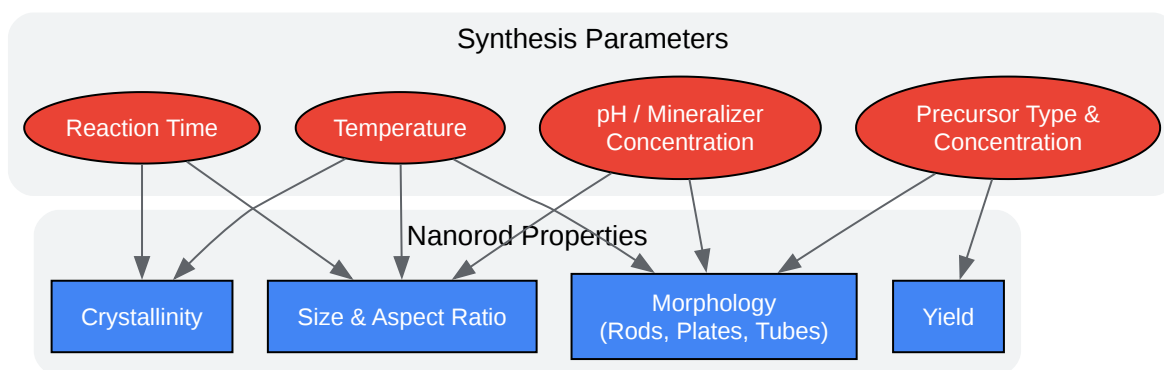 Synthesis Parameters
Reaction Time
Temperature
pH / Mineralizer
Concentration
Precursor Type &
Concentration
Nanorod Properties
Crystallinity
Size & Aspect Ratio
Morphology
(Rods, Plates, Tubes)
Yield